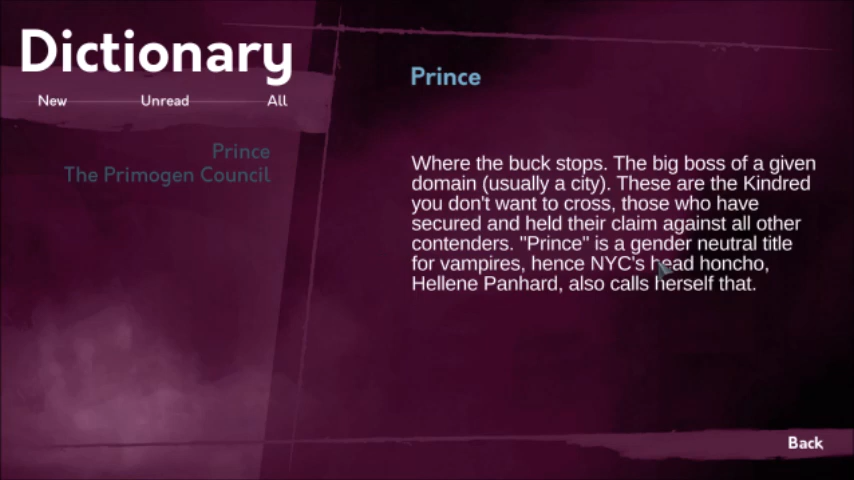 Dictionary
New
Unread
All
Prince
The Primogen Council
Prince
Where the buck stops. The big boss of a given
domain (usually a city). These are the Kindred
you don't want to cross, those who have
secured and held their claim against all other
contenders. "Prince" is a gender neutral title
for vampires, hence NYC's head honcho,
Hellene Panhard, also calls herself that.
Back